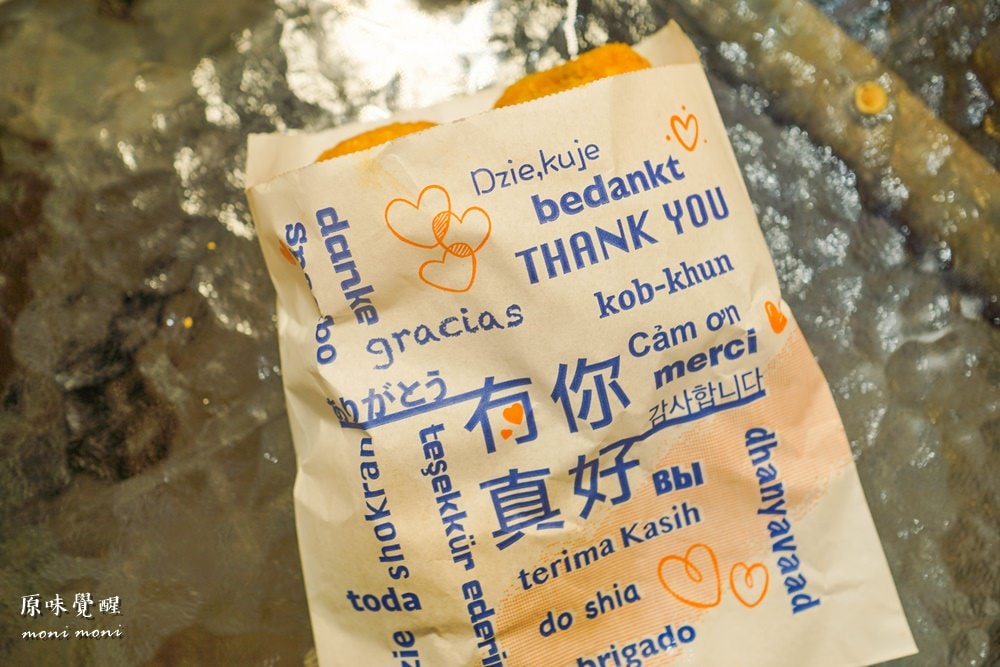 Dzie,kuje
bedankt
THANK YOU
kob-khun
danke
gracias
Cảm ơn
merci
감사합니다
りがとう
有你
真好
вы
shokran
toda
teşekkür ederi
terima Kasih
do shia
dhanyavaad
brigado
zie
原味覺醒
moni moni